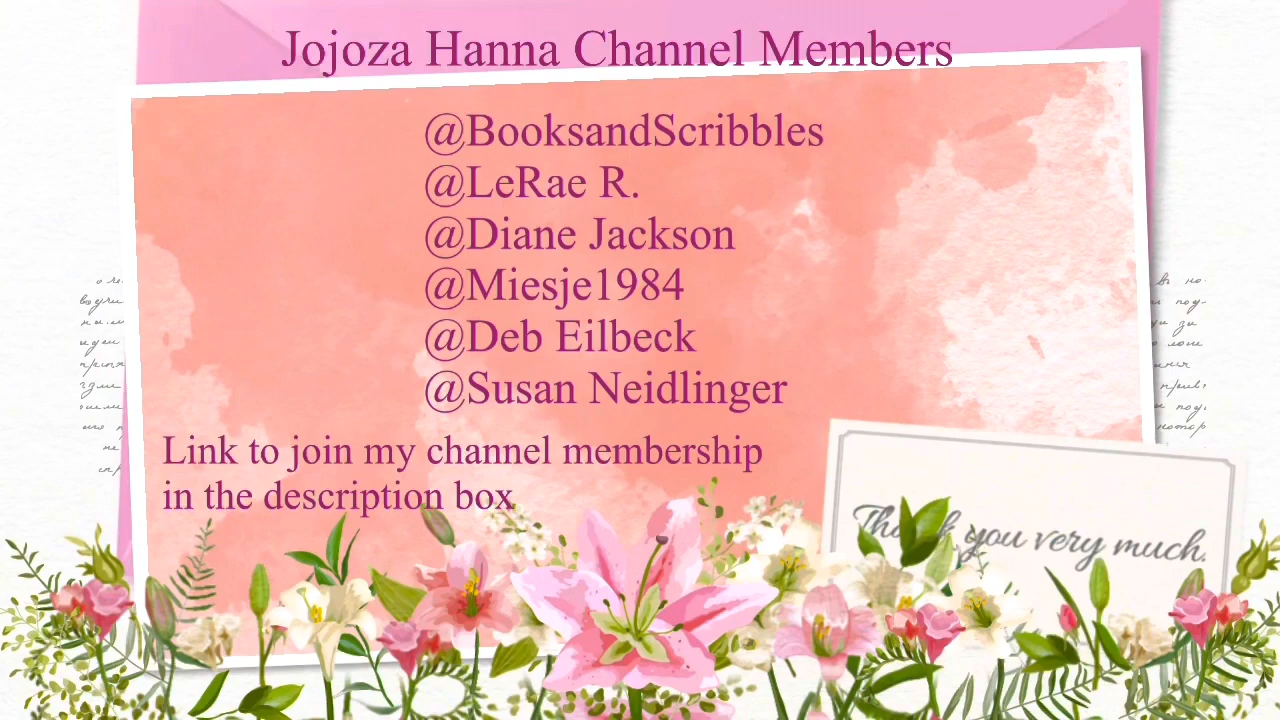 Jojoza Hanna Channel Members
@BooksandScribbles
@LeRae R.
@Diane Jackson
@Miesje1984
@Deb Eilbeck
@Susan Neidlinger
Link to join my channel membership
in the description box
Thank you very much.